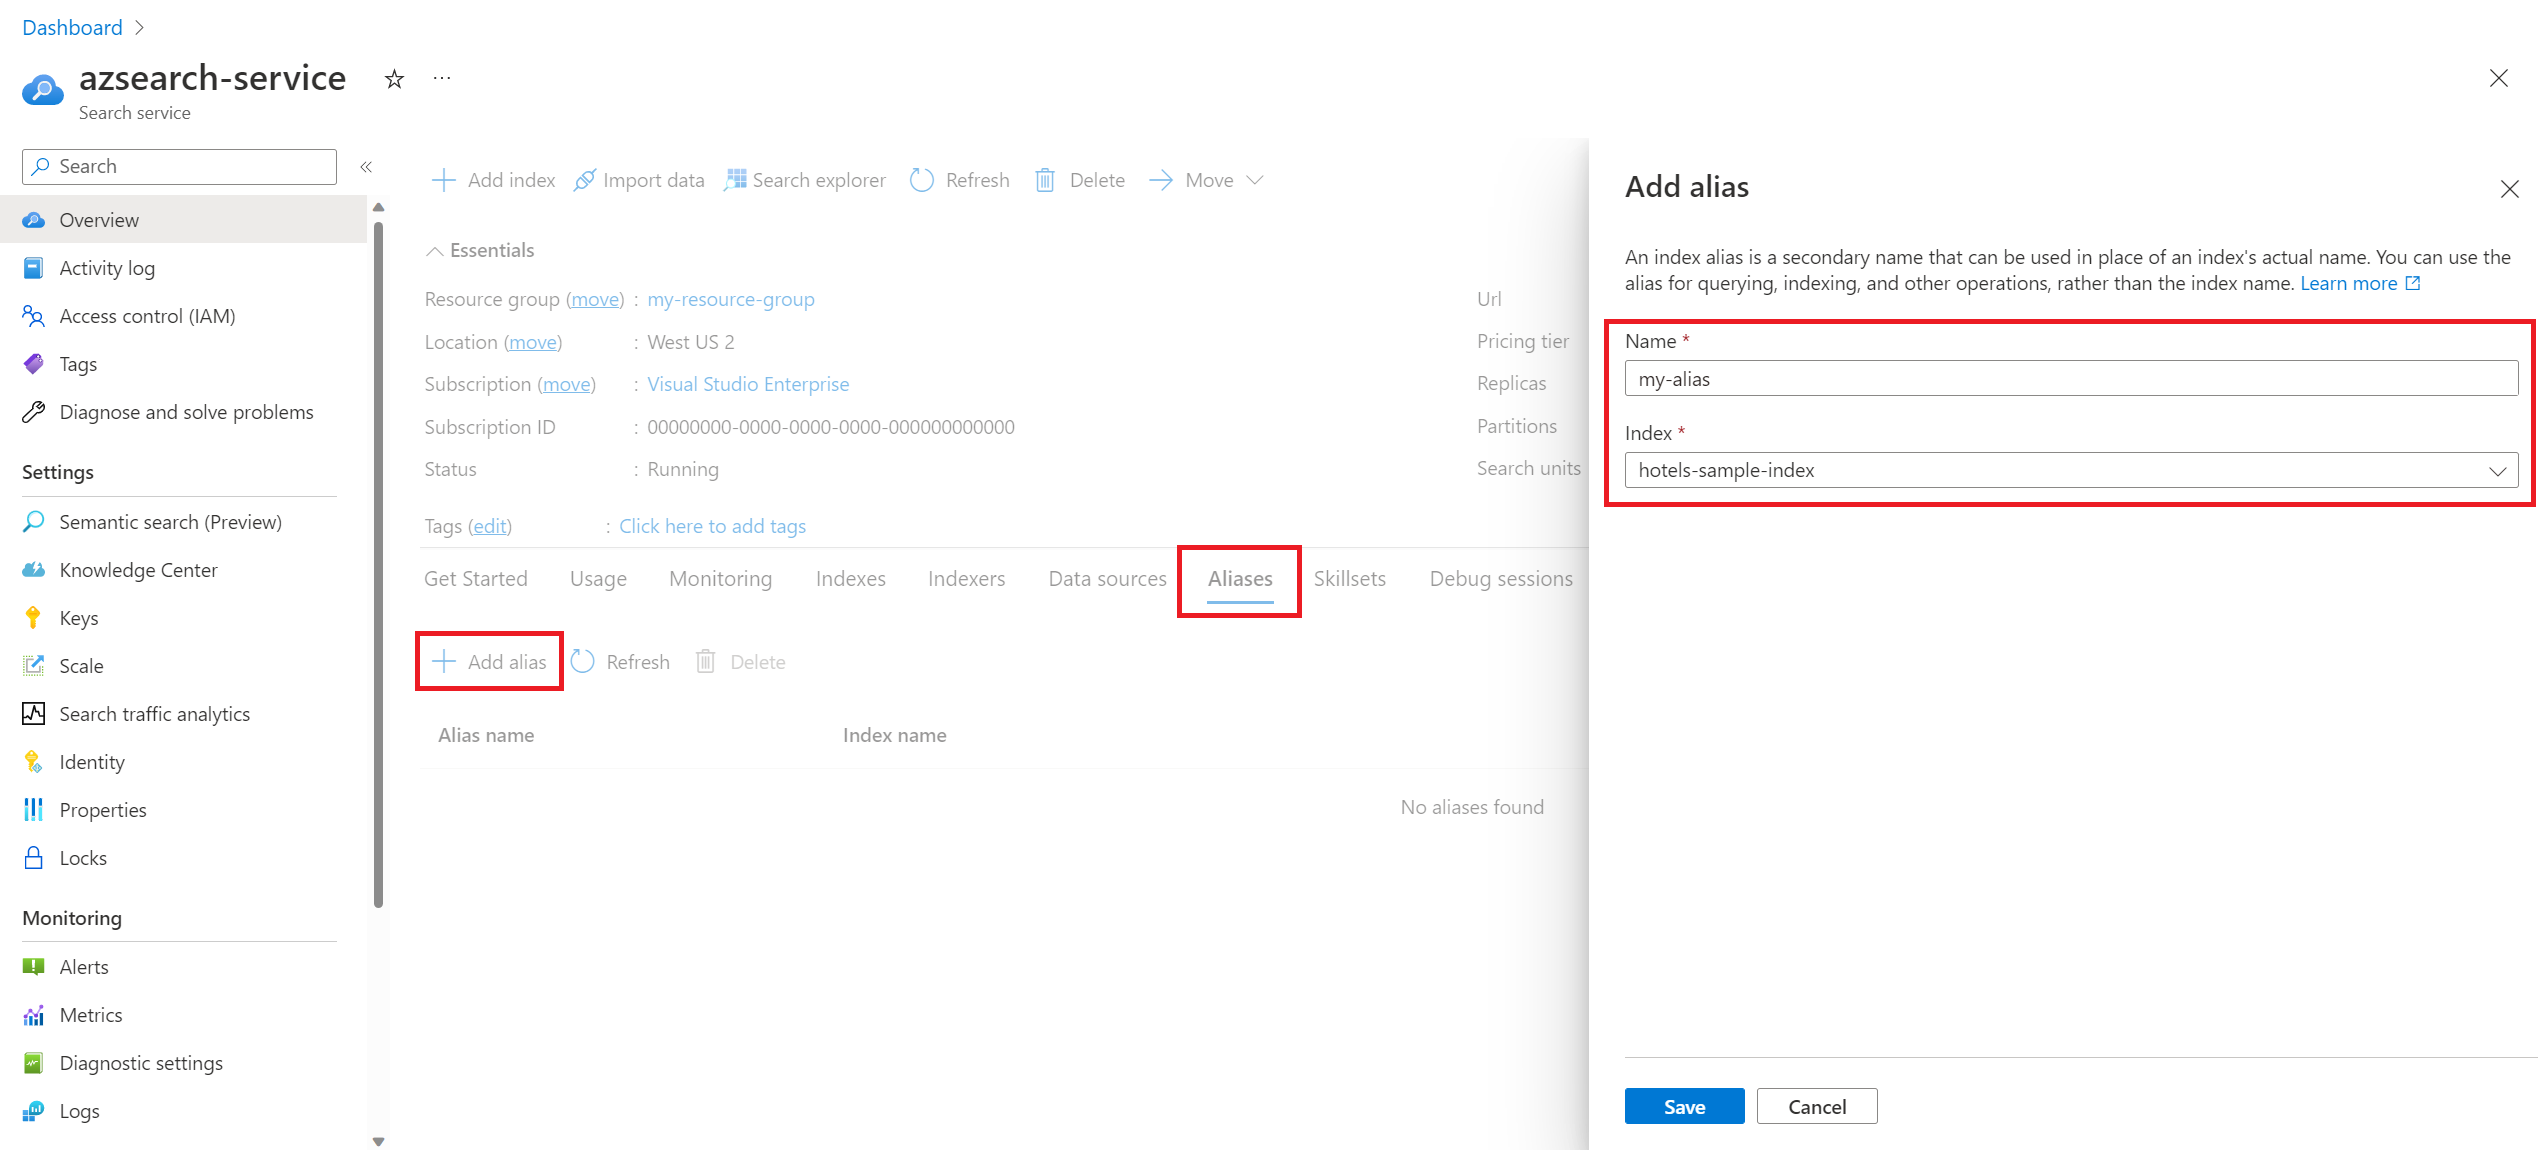 Dashboard
azsearch-service
Search service
Search
Overview
Activity log
Access control (IAM)
Tags
Diagnose and solve problems
Settings
Semantic search (Preview)
Knowledge Center
Keys
Scale
Search traffic analytics
Identity
Properties
Locks
Monitoring
Alerts
Metrics
Diagnostic settings
Logs
Add index Import data Search explorer Refresh Delete Move
Essentials
Resource group (move) : my-resource-group
Location (move) : West US 2
Subscription (move) : Visual Studio Enterprise
Subscription ID : 00000000-0000-0000-0000-000000000000
Status : Running
Tags (edit) : Click here to add tags
Url
Pricing tier
Replicas
Partitions
Search units
Get Started Usage Monitoring Indexes Indexers Data sources Aliases Skillsets Debug sessions
Add alias Refresh Delete
Alias name Index name
No aliases found
Add alias
An index alias is a secondary name that can be used in place of an index's actual name. You can use the
alias for querying, indexing, and other operations, rather than the index name. Learn more
Name *
my-alias
Index *
hotels-sample-index
Save Cancel